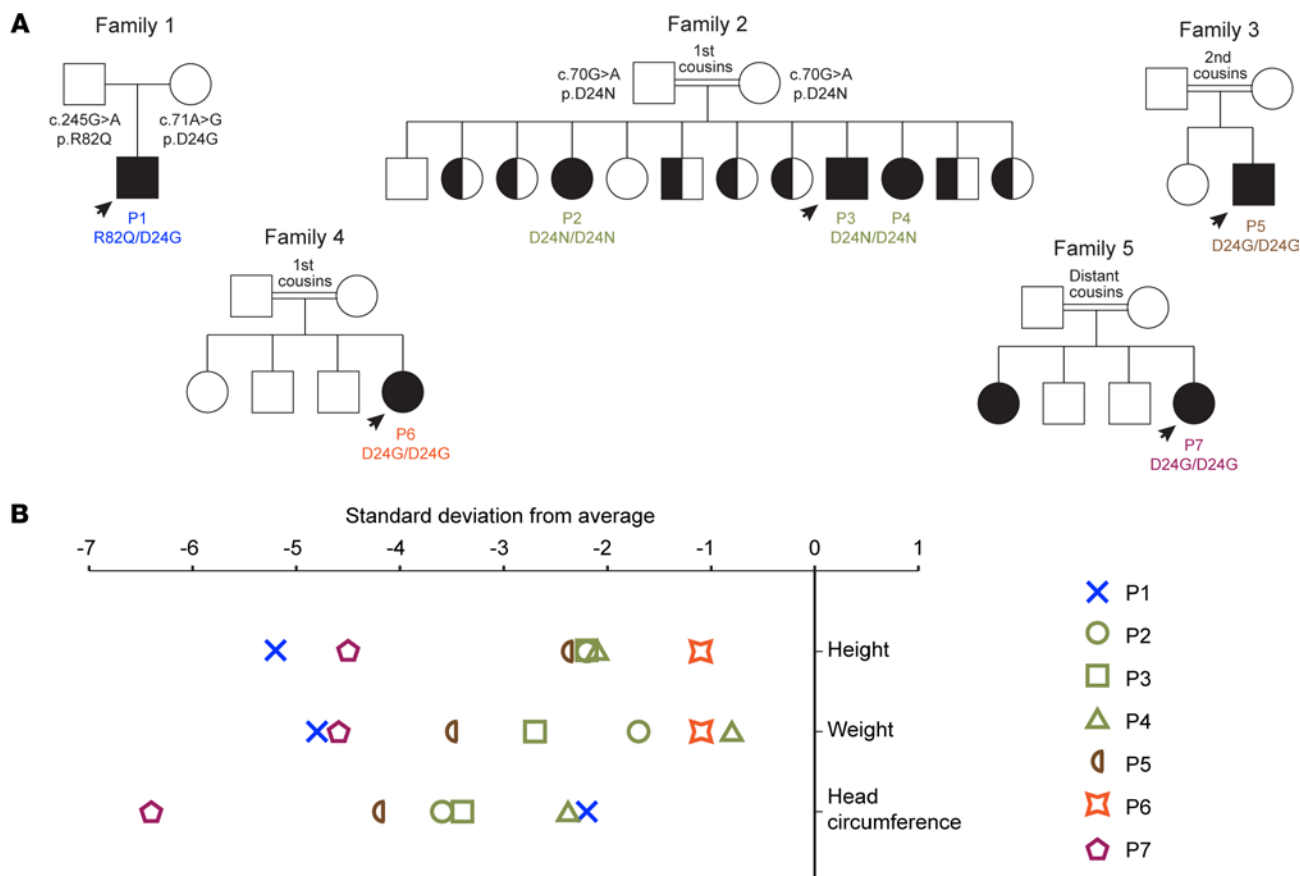 A
Family 1
c.245G>A
p.R82Q
c.71A>G
p.D24G
P1
R82Q/D24G
Family 2
c.70G>A
p.D24N
1st
cousins
c.70G>A
p.D24N
P2
D24N/D24N
P3
P4
D24N/D24N
Family 3
2nd
cousins
P5
D24G/D24G
Family 4
1st
cousins
P6
D24G/D24G
Family 5
Distant
cousins
P7
D24G/D24G
B
Standard deviation from average
-7 -6 -5 -4 -3 -2 -1 0 1
Height
Weight
Head
circumference
P1
P2
P3
P4
P5
P6
P7